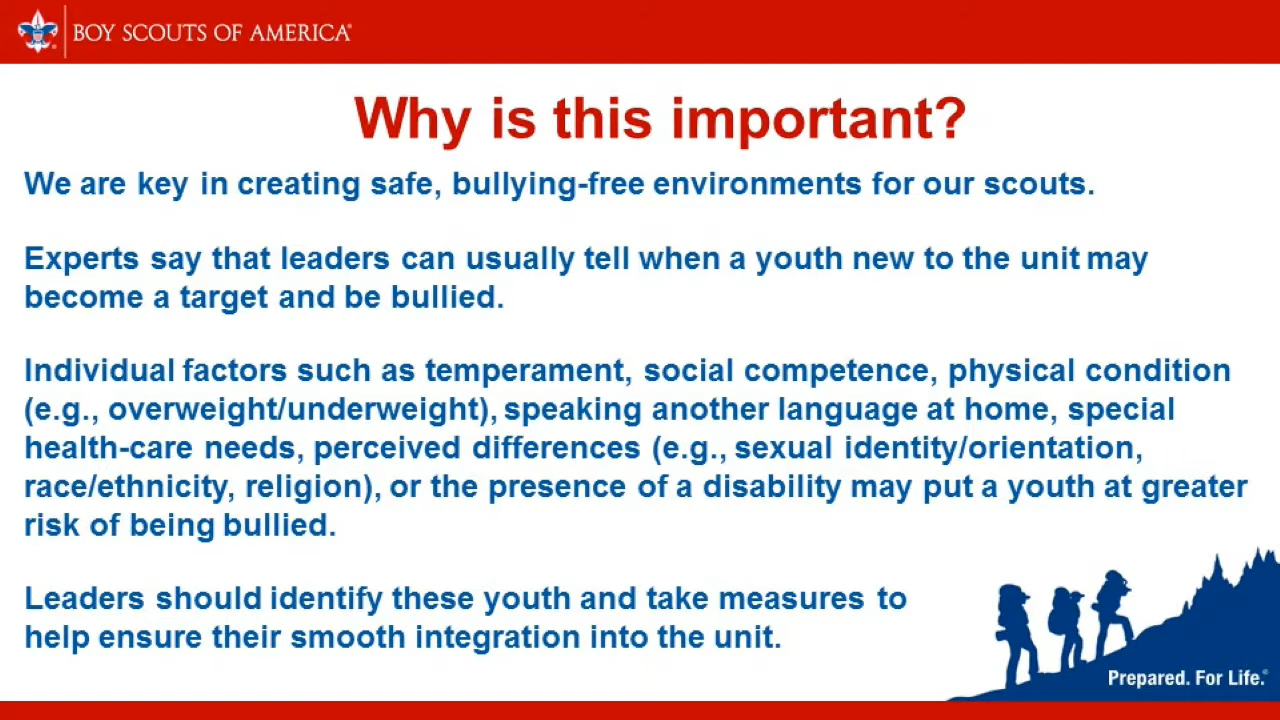 BOY SCOUTS OF AMERICA®
Why is this important?
We are key in creating safe, bullying-free environments for our scouts.
Experts say that leaders can usually tell when a youth new to the unit may
become a target and be bullied.
Individual factors such as temperament, social competence, physical condition
(e.g., overweight/underweight), speaking another language at home, special
health-care needs, perceived differences (e.g., sexual identity/orientation,
race/ethnicity, religion), or the presence of a disability may put a youth at greater
risk of being bullied.
Leaders should identify these youth and take measures to
help ensure their smooth integration into the unit.
Prepared. For Life.®